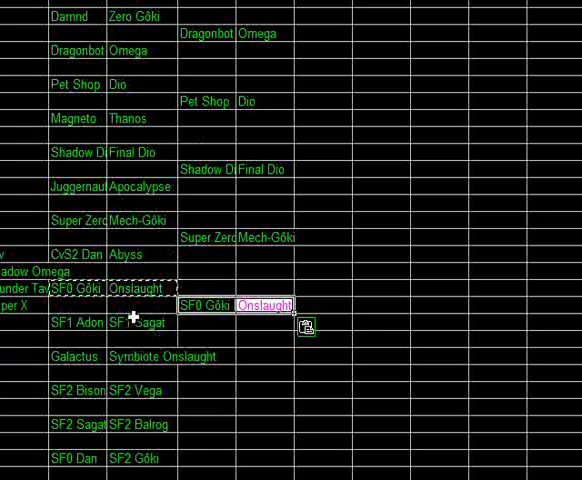 Damnd Zero Gôki
Dragonbot Omega
Dragonbot Omega
Pet Shop Dio
Pet Shop Dio
Magneto Thanos
Shadow Di Final Dio
Shadow Di Final Dio
Juggernaut Apocalypse
Super Zero Mech-Gôki
Super Zero Mech-Gôki
v CvS2 Dan Abyss
adow Omega
under Tav SF0 Gôki Onslaught
per X SF0 Gôki Onslaught
SF1 Adon SF1 Sagat
Galactus Symbiote Onslaught
SF2 Bison SF2 Vega
SF2 Sagat SF2 Balrog
SF0 Dan SF2 Gôki